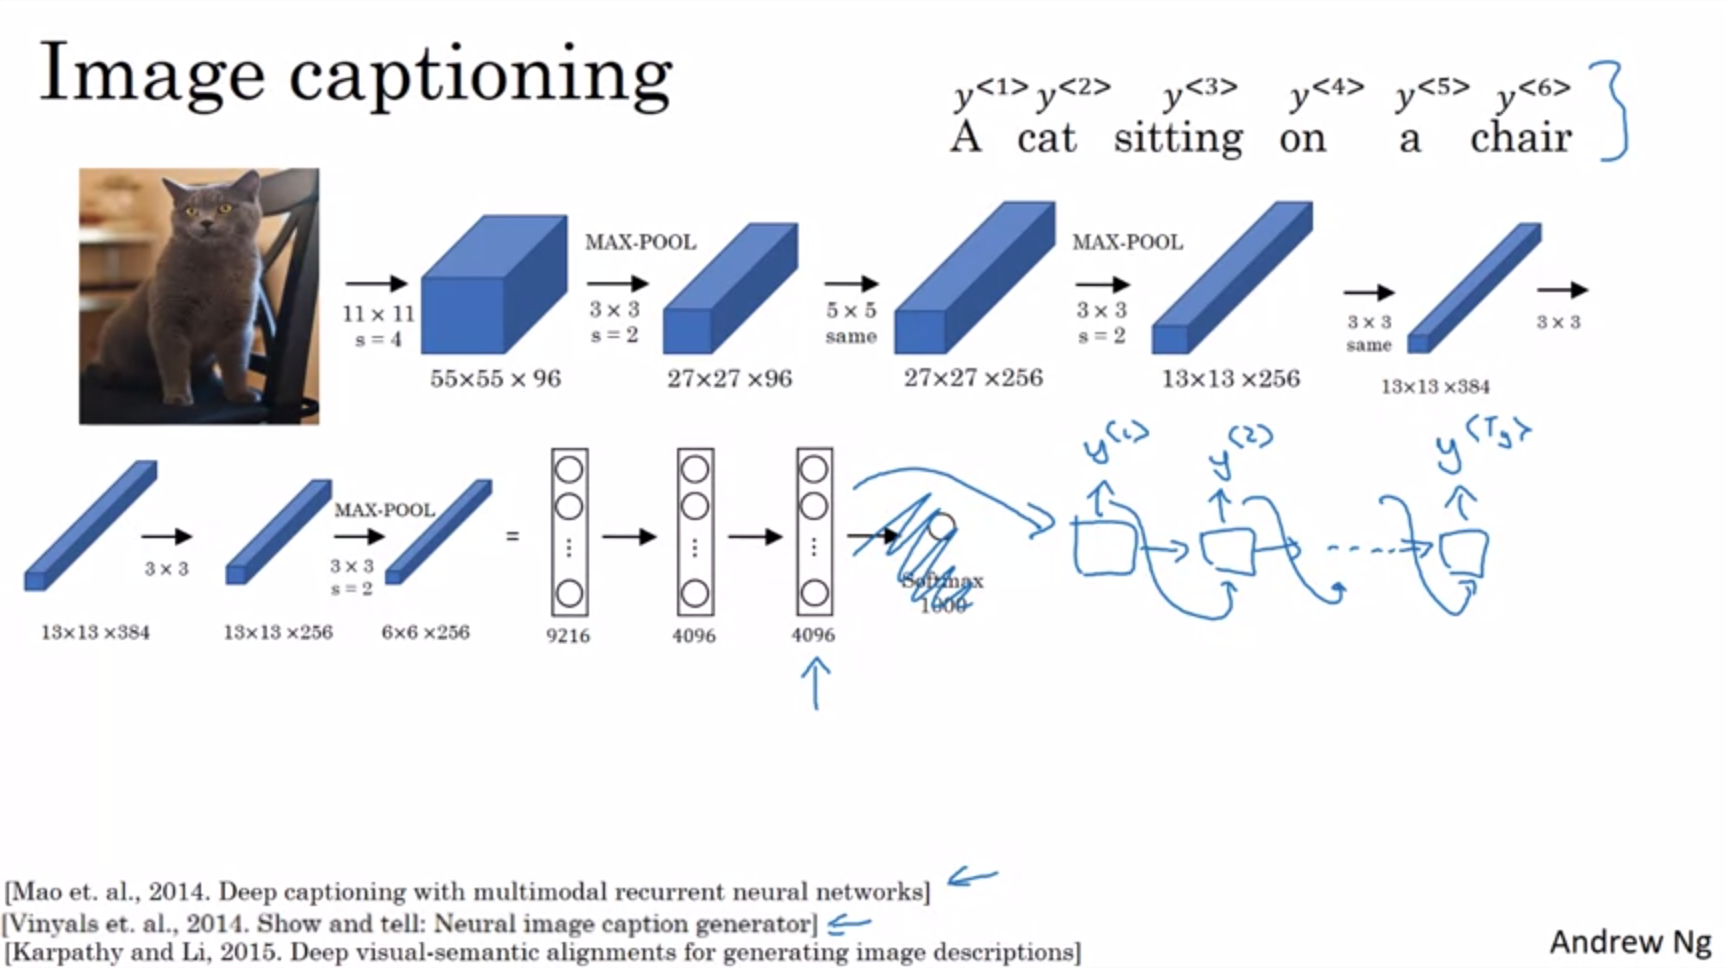 Image captioning
y<1> y<2> y<3> y<4> y<5> y<6>
A cat sitting on a chair
MAX-POOL
MAX-POOL
11 × 11
s = 4
3 × 3
s = 2
5 × 5
same
3 × 3
s = 2
3 × 3
same
3 × 3
55×55 × 96
27×27 ×96
27×27 ×256
13×13 ×256
13×13 ×384
y<1>
y<2>
y<Ty>
MAX-POOL
3 × 3
3 × 3
s = 2
=
Softmax
1000
13×13 ×384
13×13 ×256
6×6 ×256
9216
4096
4096
[Mao et. al., 2014. Deep captioning with multimodal recurrent neural networks]
[Vinyals et. al., 2014. Show and tell: Neural image caption generator]
[Karpathy and Li, 2015. Deep visual-semantic alignments for generating image descriptions]
Andrew Ng